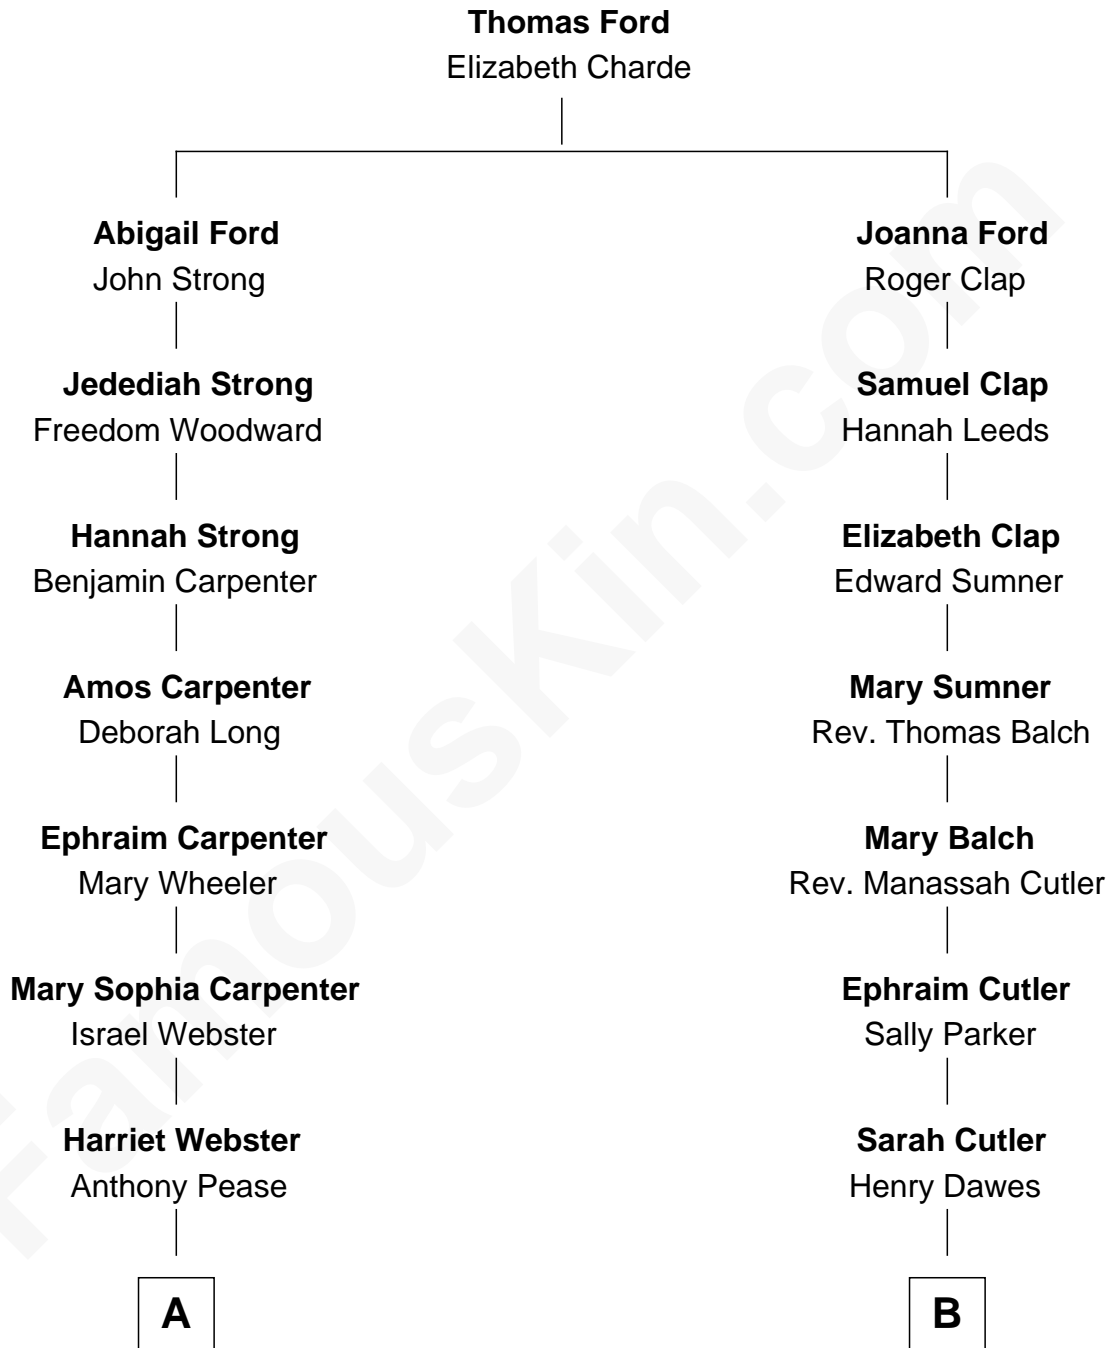 Thomas Ford
Elizabeth Charde
Abigail Ford
John Strong
Joanna Ford
Roger Clap
Jedediah Strong
Freedom Woodward
Samuel Clap
Hannah Leeds
Hannah Strong
Benjamin Carpenter
Elizabeth Clap
Edward Sumner
Amos Carpenter
Deborah Long
Mary Sumner
Rev. Thomas Balch
Ephraim Carpenter
Mary Wheeler
Mary Balch
Rev. Manassah Cutler
Mary Sophia Carpenter
Israel Webster
Ephraim Cutler
Sally Parker
Harriet Webster
Anthony Pease
Sarah Cutler
Henry Dawes
A
B
FamousKin.com